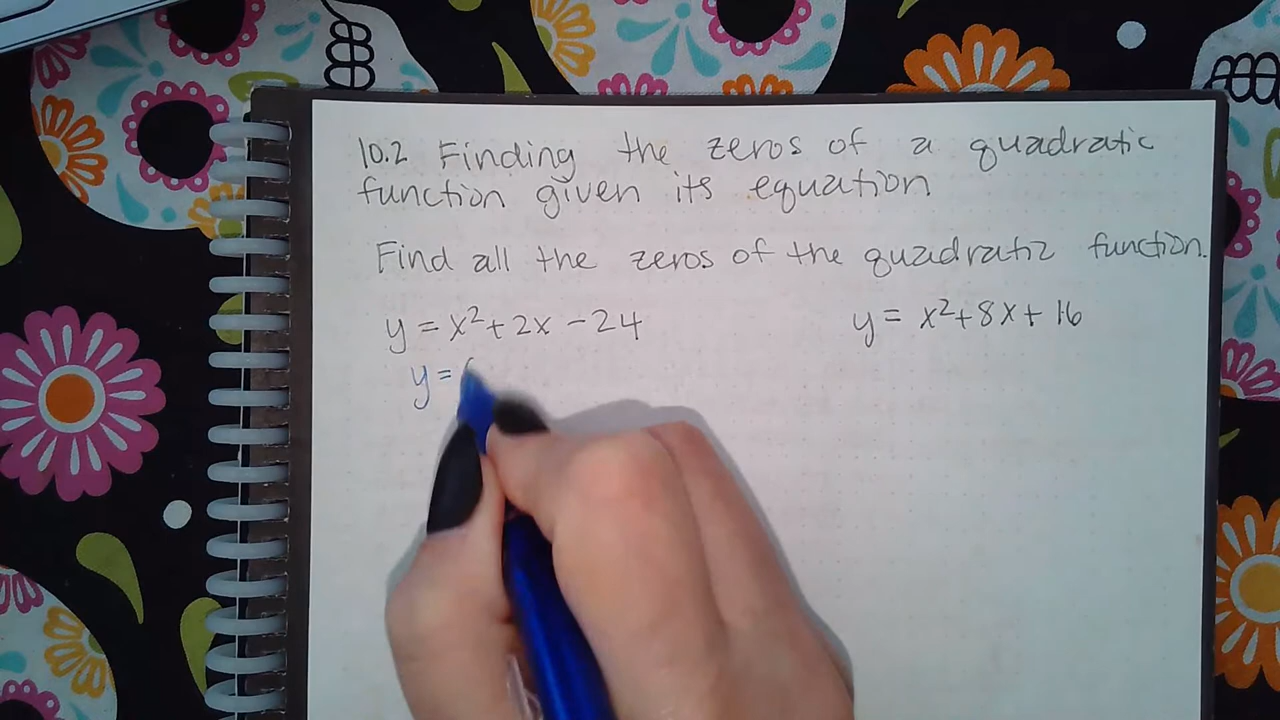 10.2 Finding the zeros of a quadratic
function given its equation
Find all the zeros of the quadratic function.
y = x²+2x-24
y = x²+8x+16
y = (